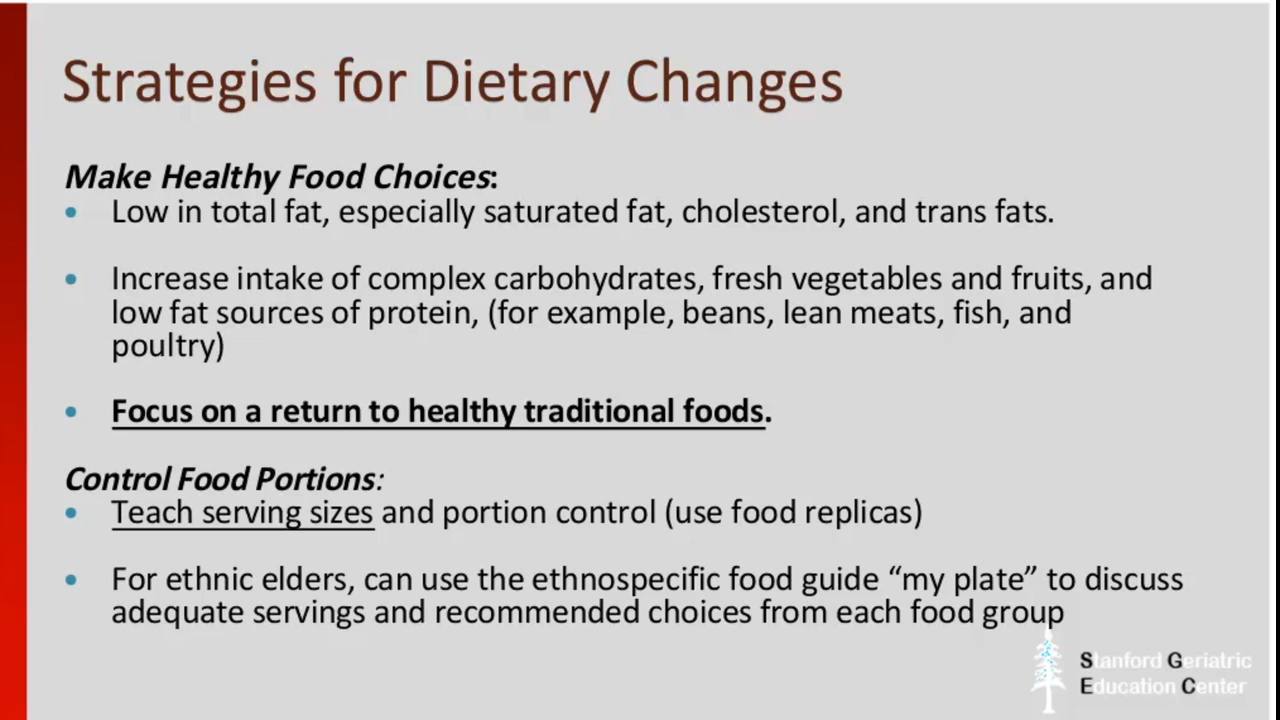 Strategies for Dietary Changes
Make Healthy Food Choices:
• Low in total fat, especially saturated fat, cholesterol, and trans fats.
• Increase intake of complex carbohydrates, fresh vegetables and fruits, and
low fat sources of protein, (for example, beans, lean meats, fish, and
poultry)
• Focus on a return to healthy traditional foods.
Control Food Portions:
• Teach serving sizes and portion control (use food replicas)
• For ethnic elders, can use the ethnospecific food guide “my plate” to discuss
adequate servings and recommended choices from each food group
Stanford Geriatric
Education Center